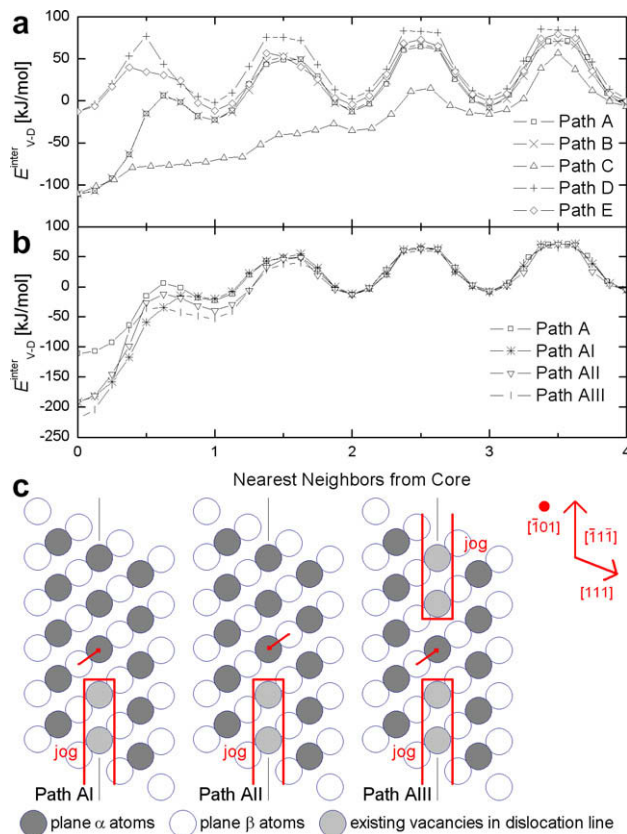 a
100
50
0
-50
-100
E^inter_V-D [kJ/mol]
Path A
Path B
Path C
Path D
Path E
b
100
50
0
-50
-100
-150
-200
-250
E^inter_V-D [kJ/mol]
Path A
Path AI
Path AII
Path AIII
0 1 2 3 4
Nearest Neighbors from Core
c
jog
[1̄01]
[1̄11̄]
[111]
jog
jog
jog
Path AI
Path AII
Path AIII
plane α atoms
plane β atoms
existing vacancies in dislocation line